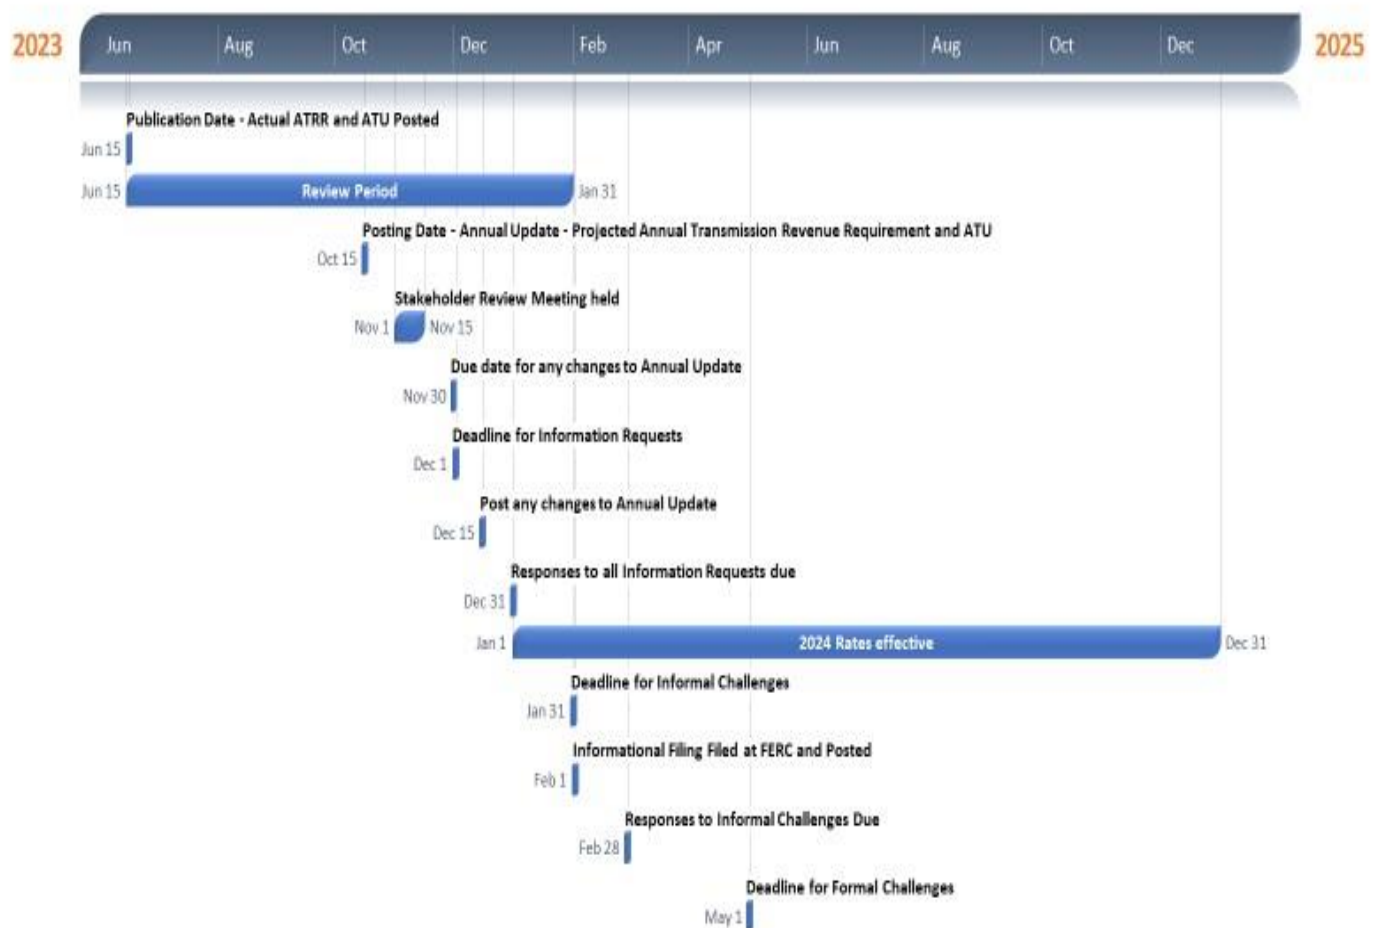 2023 Jun Aug Oct Dec Feb Apr Jun Aug Oct Dec 2025
Publication Date - Actual ATRR and ATU Posted
Jun 15
Jun 15 Review Period Jan 31
Posting Date - Annual Update - Projected Annual Transmission Revenue Requirement and ATU
Oct 15
Stakeholder Review Meeting held
Nov 1 Nov 15
Due date for any changes to Annual Update
Nov 30
Deadline for Information Requests
Dec 1
Post any changes to Annual Update
Dec 15
Responses to all Information Requests due
Dec 31
Jan 1 2024 Rates effective Dec 31
Deadline for Informal Challenges
Jan 31
Informational Filing Filed at FERC and Posted
Feb 1
Responses to Informal Challenges Due
Feb 28
Deadline for Formal Challenges
May 1